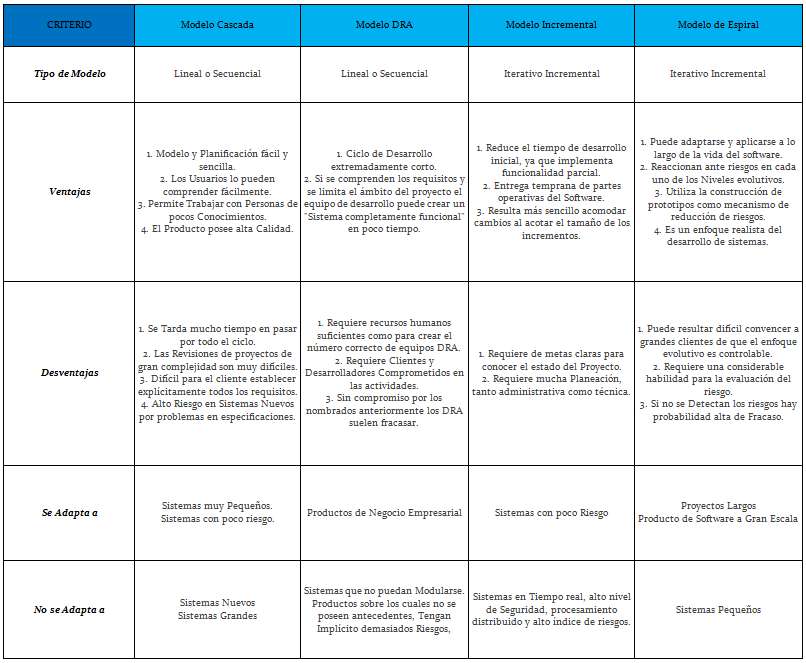 CRITERIO
Modelo Cascada
Modelo DRA
Modelo Incremental
Modelo de Espiral
Tipo de Modelo
Lineal o Secuencial
Lineal o Secuencial
Iterativo Incremental
Iterativo Incremental
Ventajas
1. Modelo y Planificación fácil y
sencilla.
2. Los Usuarios lo pueden
comprender fácilmente.
3. Permite Trabajar con Personas de
pocos Conocimientos.
4. El Producto posee alta Calidad.
1. Ciclo de Desarrollo
extremadamente corto.
2. Si se comprenden los requisitos y
se limita el ámbito del proyecto el
equipo de desarrollo puede crear un
"Sistema completamente funcional"
en poco tiempo.
1. Reduce el tiempo de desarrollo
inicial, ya que implementa
funcionalidad parcial.
2. Entrega temprana de partes
operativas del Software.
3. Resulta más sencillo acomodar
cambios al acotar el tamaño de los
incrementos.
1. Puede adaptarse y aplicarse a lo
largo de la vida del software.
2. Reaccionan ante riesgos en cada
uno de los Niveles evolutivos.
3. Utiliza la construcción de
prototipos como mecanismo de
reducción de riesgos.
4. Es un enfoque realista del
desarrollo de sistemas.
Desventajas
1. Se Tarda mucho tiempo en pasar
por todo el ciclo.
2. Las Revisiones de proyectos de
gran complejidad son muy difíciles.
3. Difícil para el cliente establecer
explícitamente todos los requisitos.
4. Alto Riesgo en Sistemas Nuevos
por problemas en especificaciones.
1. Requiere recursos humanos
suficientes como para crear el
número correcto de equipos DRA.
2. Requiere Clientes y
Desarrolladores Comprometidos en
las actividades.
3. Sin compromiso por los
nombrados anteriormente los DRA
suelen fracasar.
1. Requiere de metas claras para
conocer el estado del Proyecto.
2. Requiere mucha Planeación,
tanto administrativa como técnica.
1. Puede resultar difícil convencer a
grandes clientes de que el enfoque
evolutivo es controlable.
2. Requiere una considerable
habilidad para la evaluación del
riesgo.
3. Si no se Detectan los riesgos hay
probabilidad alta de Fracaso.
Se Adapta a
Sistemas muy Pequeños.
Sistemas con poco riesgo.
Productos de Negocio Empresarial
Sistemas con poco Riesgo
Proyectos Largos
Producto de Software a Gran Escala
No se Adapta a
Sistemas Nuevos
Sistemas Grandes
Sistemas que no puedan Modularse.
Productos sobre los cuales no se
poseen antecedentes, Tengan
Implícito demasiados Riesgos,
Sistemas en Tiempo real, alto nivel
de Seguridad, procesamiento
distribuido y alto índice de riesgos.
Sistemas Pequeños